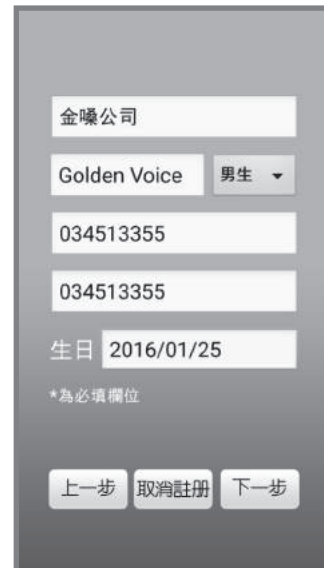 金嗓公司
Golden Voice 男生
034513355
034513355
生日 2016/01/25
*為必填欄位
上一步 取消註册 下一步